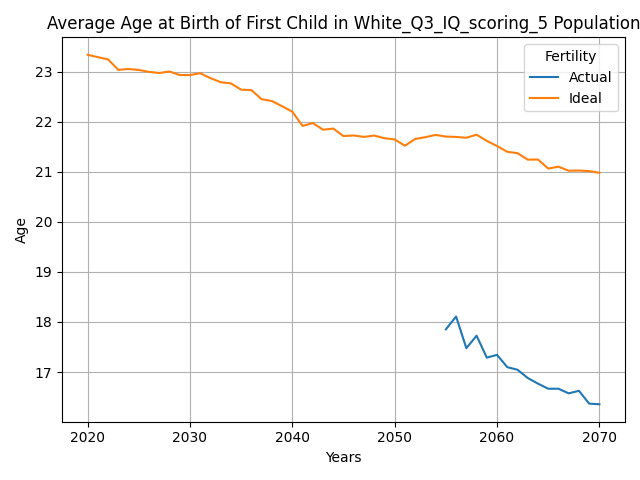 Average Age at Birth of First Child in White_Q3_IQ_scoring_5 Population
Fertility
Actual
Ideal
23
22
21
20
19
18
17
Age
2020 2030 2040 2050 2060 2070
Years